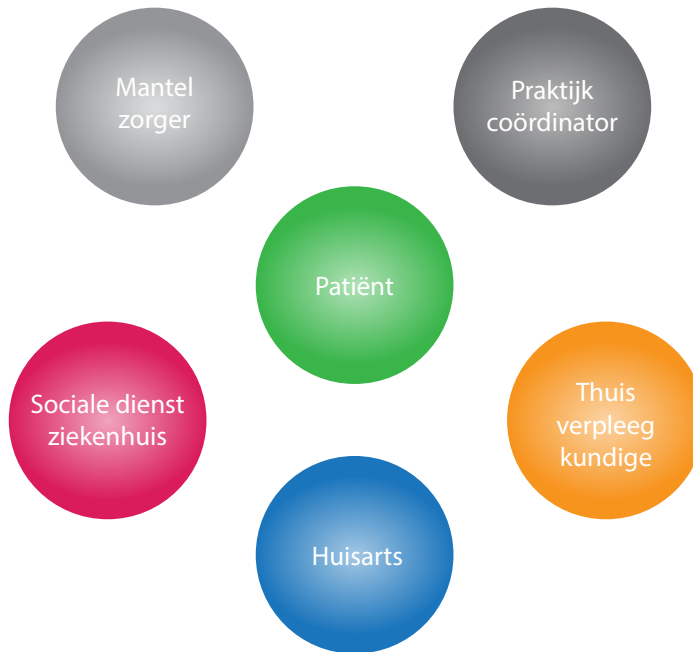 Mantel
zorger
Praktijk
coördinator
Patiënt
Sociale dienst
ziekenhuis
Thuis
verpleeg
kundige
Huisarts